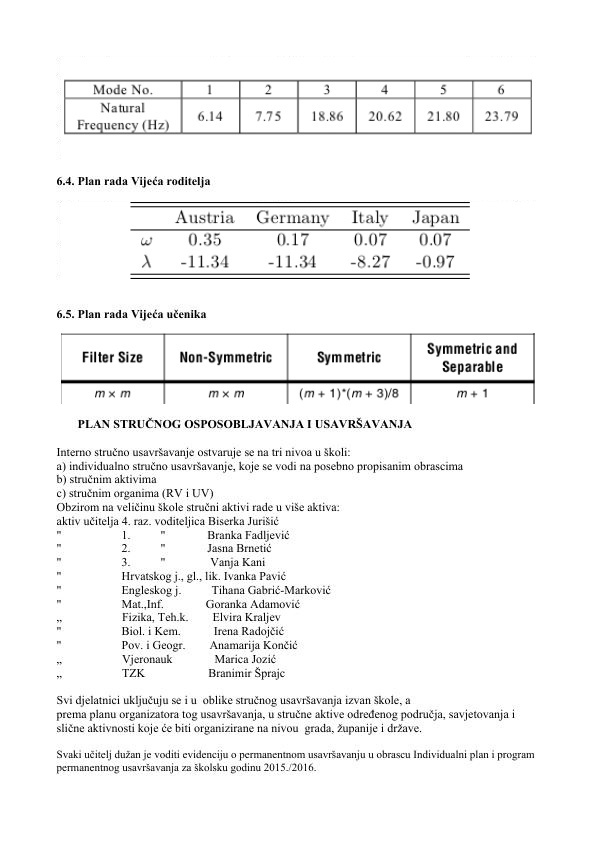 Mode No. 1 2 3 4 5 6
Natural
Frequency (Hz) 6.14 7.75 18.86 20.62 21.80 23.79
6.4. Plan rada Vijeća roditelja
Austria Germany Italy Japan
ω 0.35 0.17 0.07 0.07
λ -11.34 -11.34 -8.27 -0.97
6.5. Plan rada Vijeća učenika
Filter Size Non-Symmetric Symmetric Symmetric and
Separable
m × m m × m (m + 1)*(m + 3)/8 m + 1
PLAN STRUČNOG OSPOSOBLJAVANJA I USAVRŠAVANJA
Interno stručno usavršavanje ostvaruje se na tri nivoa u školi:
a) individualno stručno usavršavanje, koje se vodi na posebno propisanim obrascima
b) stručnim aktivima
c) stručnim organima (RV i UV)
Obzirom na veličinu škole stručni aktivi rade u više aktiva:
aktiv učitelja 4. raz. voditeljica Biserka Jurišić
" 1. " Branka Fadljević
" 2. " Jasna Brnetić
" 3. " Vanja Kani
" Hrvatskog j., gl., lik. Ivanka Pavić
" Engleskog j. Tihana Gabrić-Marković
" Mat.,Inf. Goranka Adamović
„ Fizika, Teh.k. Elvira Kraljev
" Biol. i Kem. Irena Radojčić
" Pov. i Geogr. Anamarija Končić
„ Vjeronauk Marica Jozić
„ TZK Branimir Šprajc
Svi djelatnici uključuju se i u oblike stručnog usavršavanja izvan škole, a
prema planu organizatora tog usavršavanja, u stručne aktive određenog područja, savjetovanja i
slične aktivnosti koje će biti organizirane na nivou grada, županije i države.
Svaki učitelj dužan je voditi evidenciju o permanentnom usavršavanju u obrascu Individualni plan i program
permanentnog usavršavanja za školsku godinu 2015./2016.